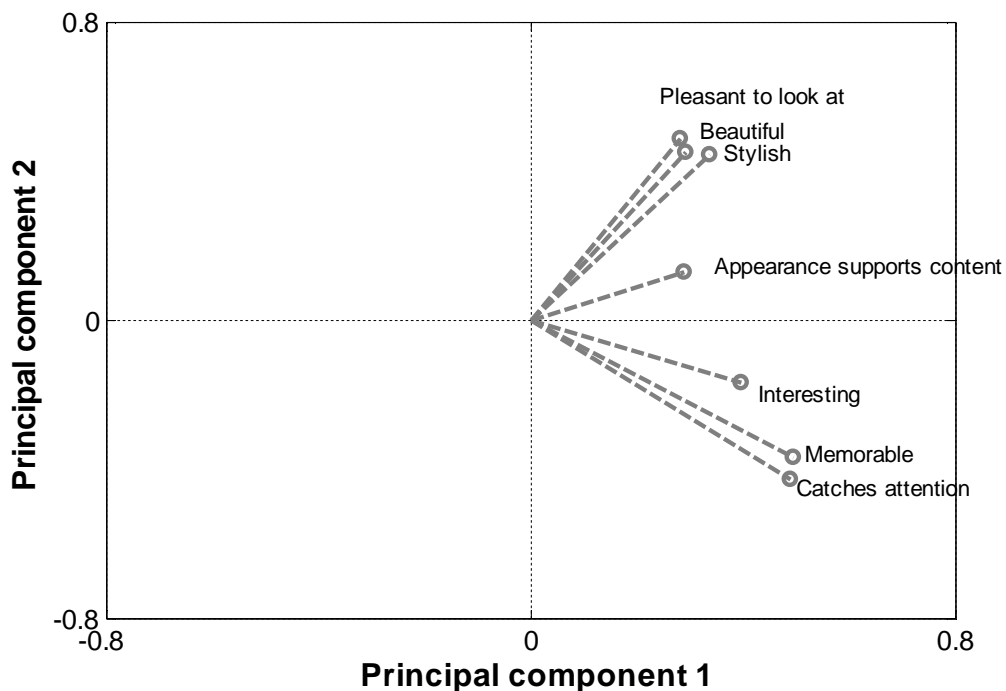 0.8
Pleasant to look at
Beautiful
Stylish
Appearance supports content
Principal component 2
0
Interesting
Memorable
Catches attention
-0.8
-0.8
0
0.8
Principal component 1